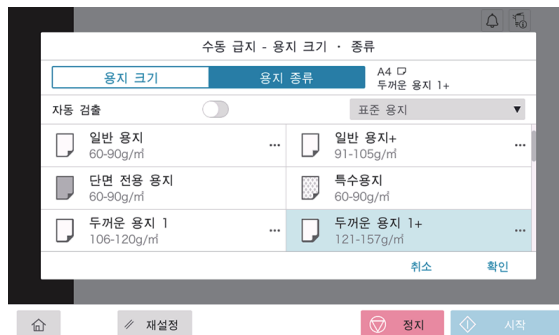 수동 급지 - 용지 크기 · 종류
용지 크기
용지 종류
A4
두꺼운 용지 1+
자동 검출
표준 용지
일반 용지
60-90g/㎡
일반 용지+
91-105g/㎡
단면 전용 용지
60-90g/㎡
특수용지
60-90g/㎡
두꺼운 용지 1
106-120g/㎡
두꺼운 용지 1+
121-157g/㎡
취소
확인
재설정
정지
시작